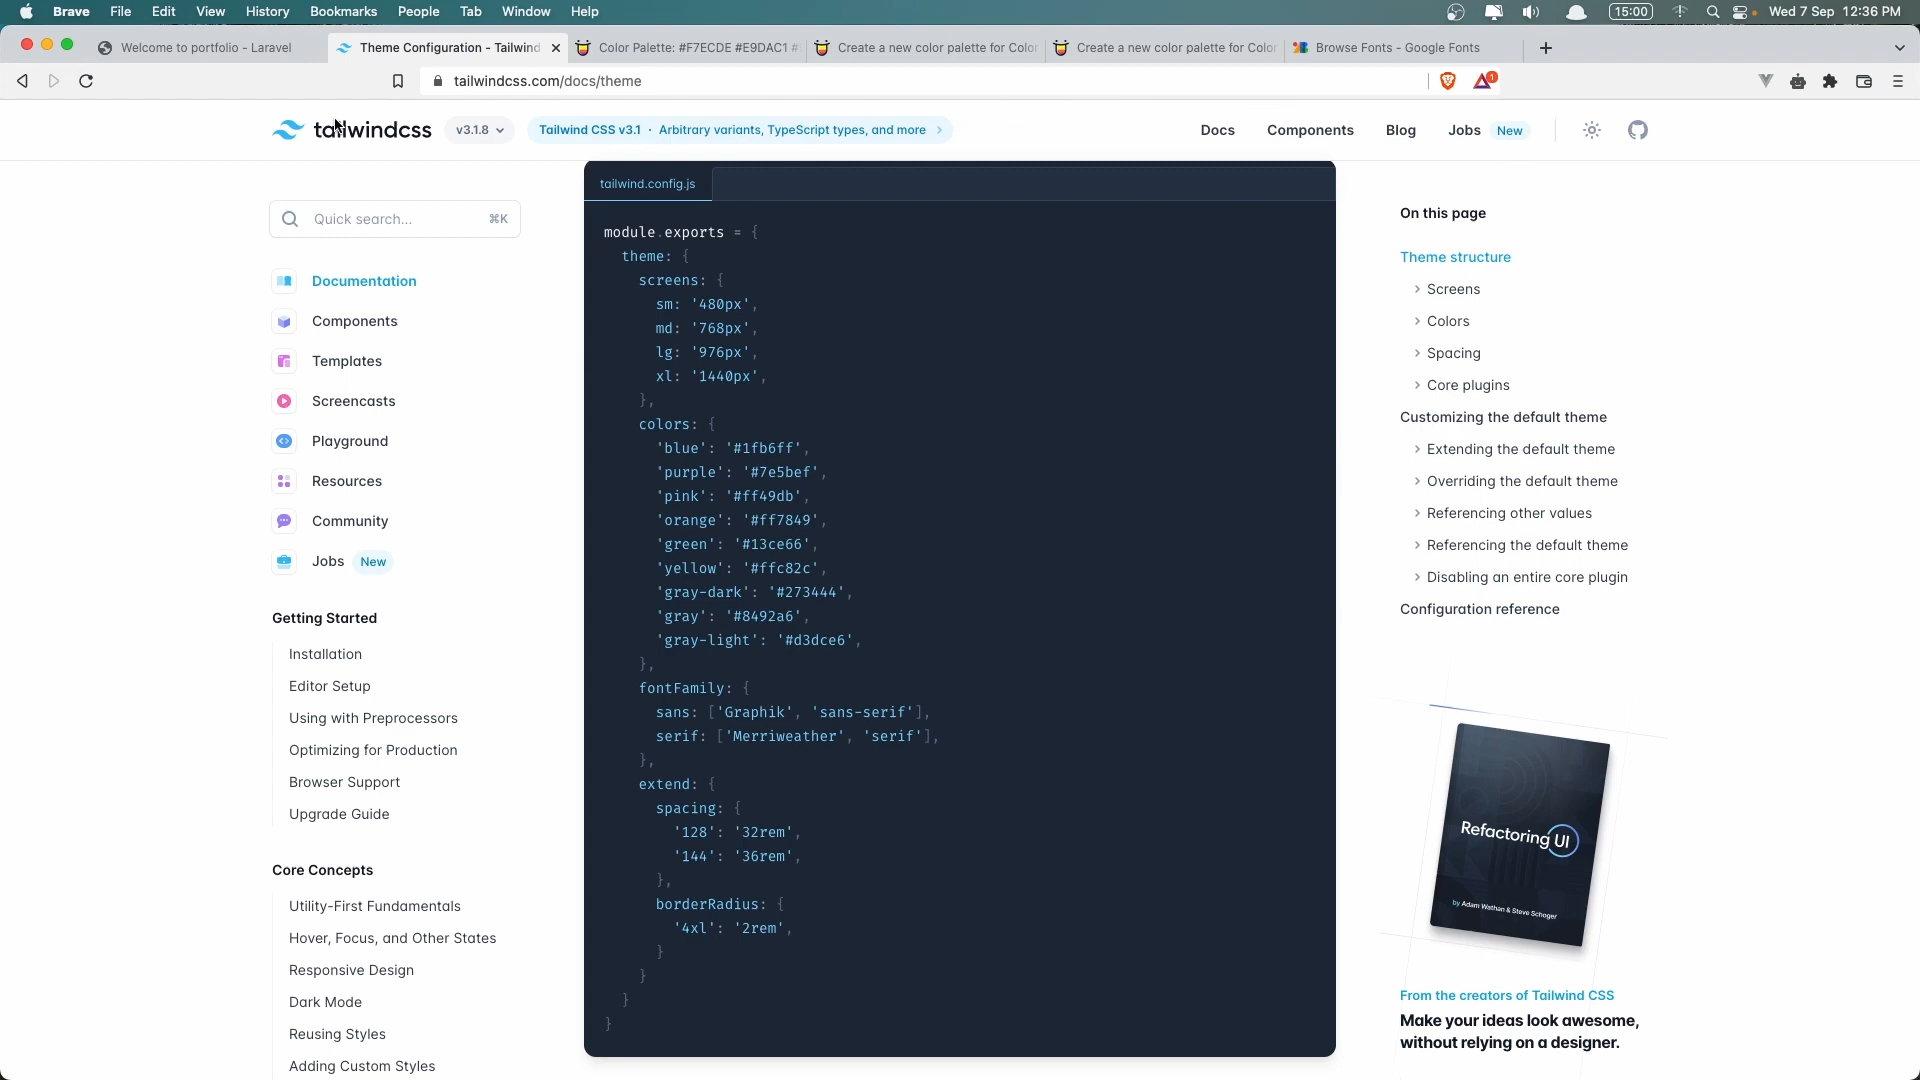 Brave File Edit View History Bookmarks People Tab Window Help 15:00 Wed 7 Sep 12:36 PM
Welcome to portfolio - Laravel
Theme Configuration - Tailwind
Color Palette: #F7ECDE #E9DAC1 #
Create a new color palette for Color
Create a new color palette for Color
Browse Fonts - Google Fonts
tailwindcss.com/docs/theme
1
tailwindcss
v3.1.8
Tailwind CSS v3.1 · Arbitrary variants, TypeScript types, and more
Docs Components Blog Jobs New
Quick search... ⌘K
Documentation
Components
Templates
Screencasts
Playground
Resources
Community
Jobs New
Getting Started
Installation
Editor Setup
Using with Preprocessors
Optimizing for Production
Browser Support
Upgrade Guide
Core Concepts
Utility-First Fundamentals
Hover, Focus, and Other States
Responsive Design
Dark Mode
Reusing Styles
Adding Custom Styles
tailwind.config.js
module.exports = {
theme: {
screens: {
sm: '480px',
md: '768px',
lg: '976px',
xl: '1440px',
},
colors: {
'blue': '#1fb6ff',
'purple': '#7e5bef',
'pink': '#ff49db',
'orange': '#ff7849',
'green': '#13ce66',
'yellow': '#ffc82c',
'gray-dark': '#273444',
'gray': '#8492a6',
'gray-light': '#d3dce6',
},
fontFamily: {
sans: ['Graphik', 'sans-serif'],
serif: ['Merriweather', 'serif'],
},
extend: {
spacing: {
'128': '32rem',
'144': '36rem',
},
borderRadius: {
'4xl': '2rem',
}
}
}
}
On this page
Theme structure
Screens
Colors
Spacing
Core plugins
Customizing the default theme
Extending the default theme
Overriding the default theme
Referencing other values
Referencing the default theme
Disabling an entire core plugin
Configuration reference
Refactoring UI
by Adam Wathan & Steve Schoger
From the creators of Tailwind CSS
Make your ideas look awesome,
without relying on a designer.